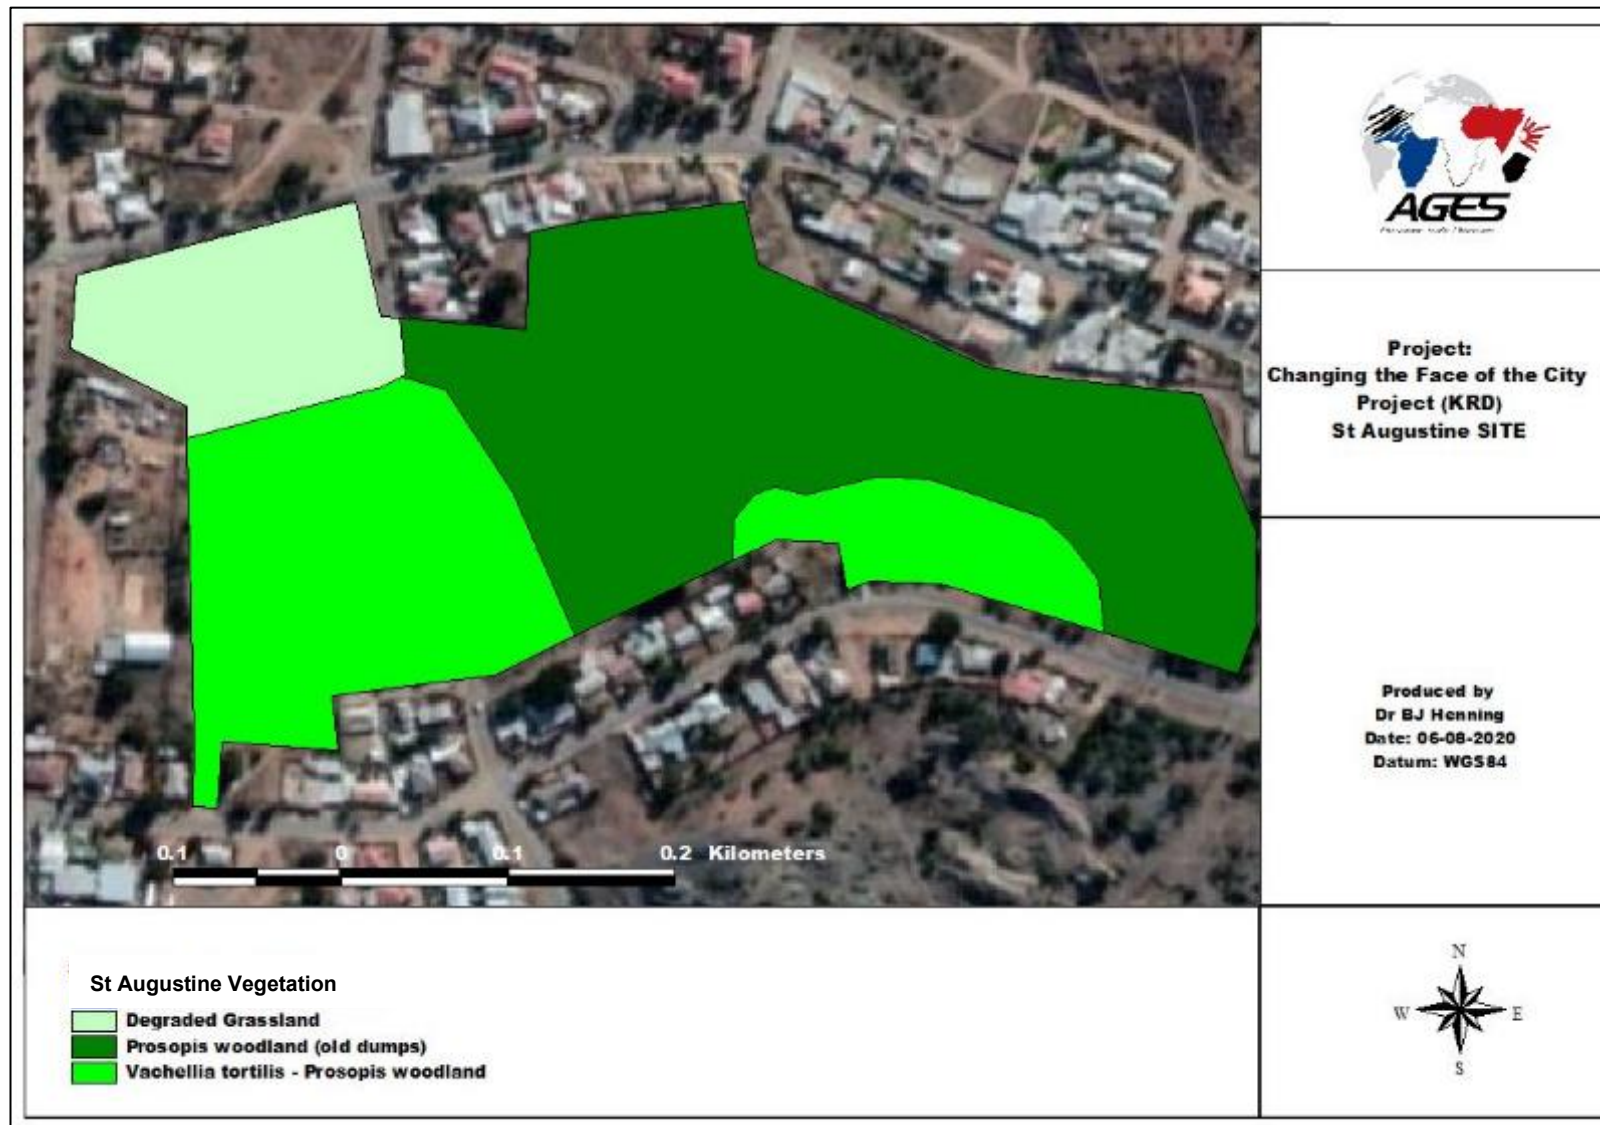 AGES
Project:
Changing the Face of the City
Project (KRD)
St Augustine SITE
Produced by
Dr BJ Henning
Date: 06-08-2020
Datum: WGS84
0.1 0 0.1 0.2 Kilometers
St Augustine Vegetation
Degraded Grassland
Prosopis woodland (old dumps)
Vachellia tortilis - Prosopis woodland
N
W E
S